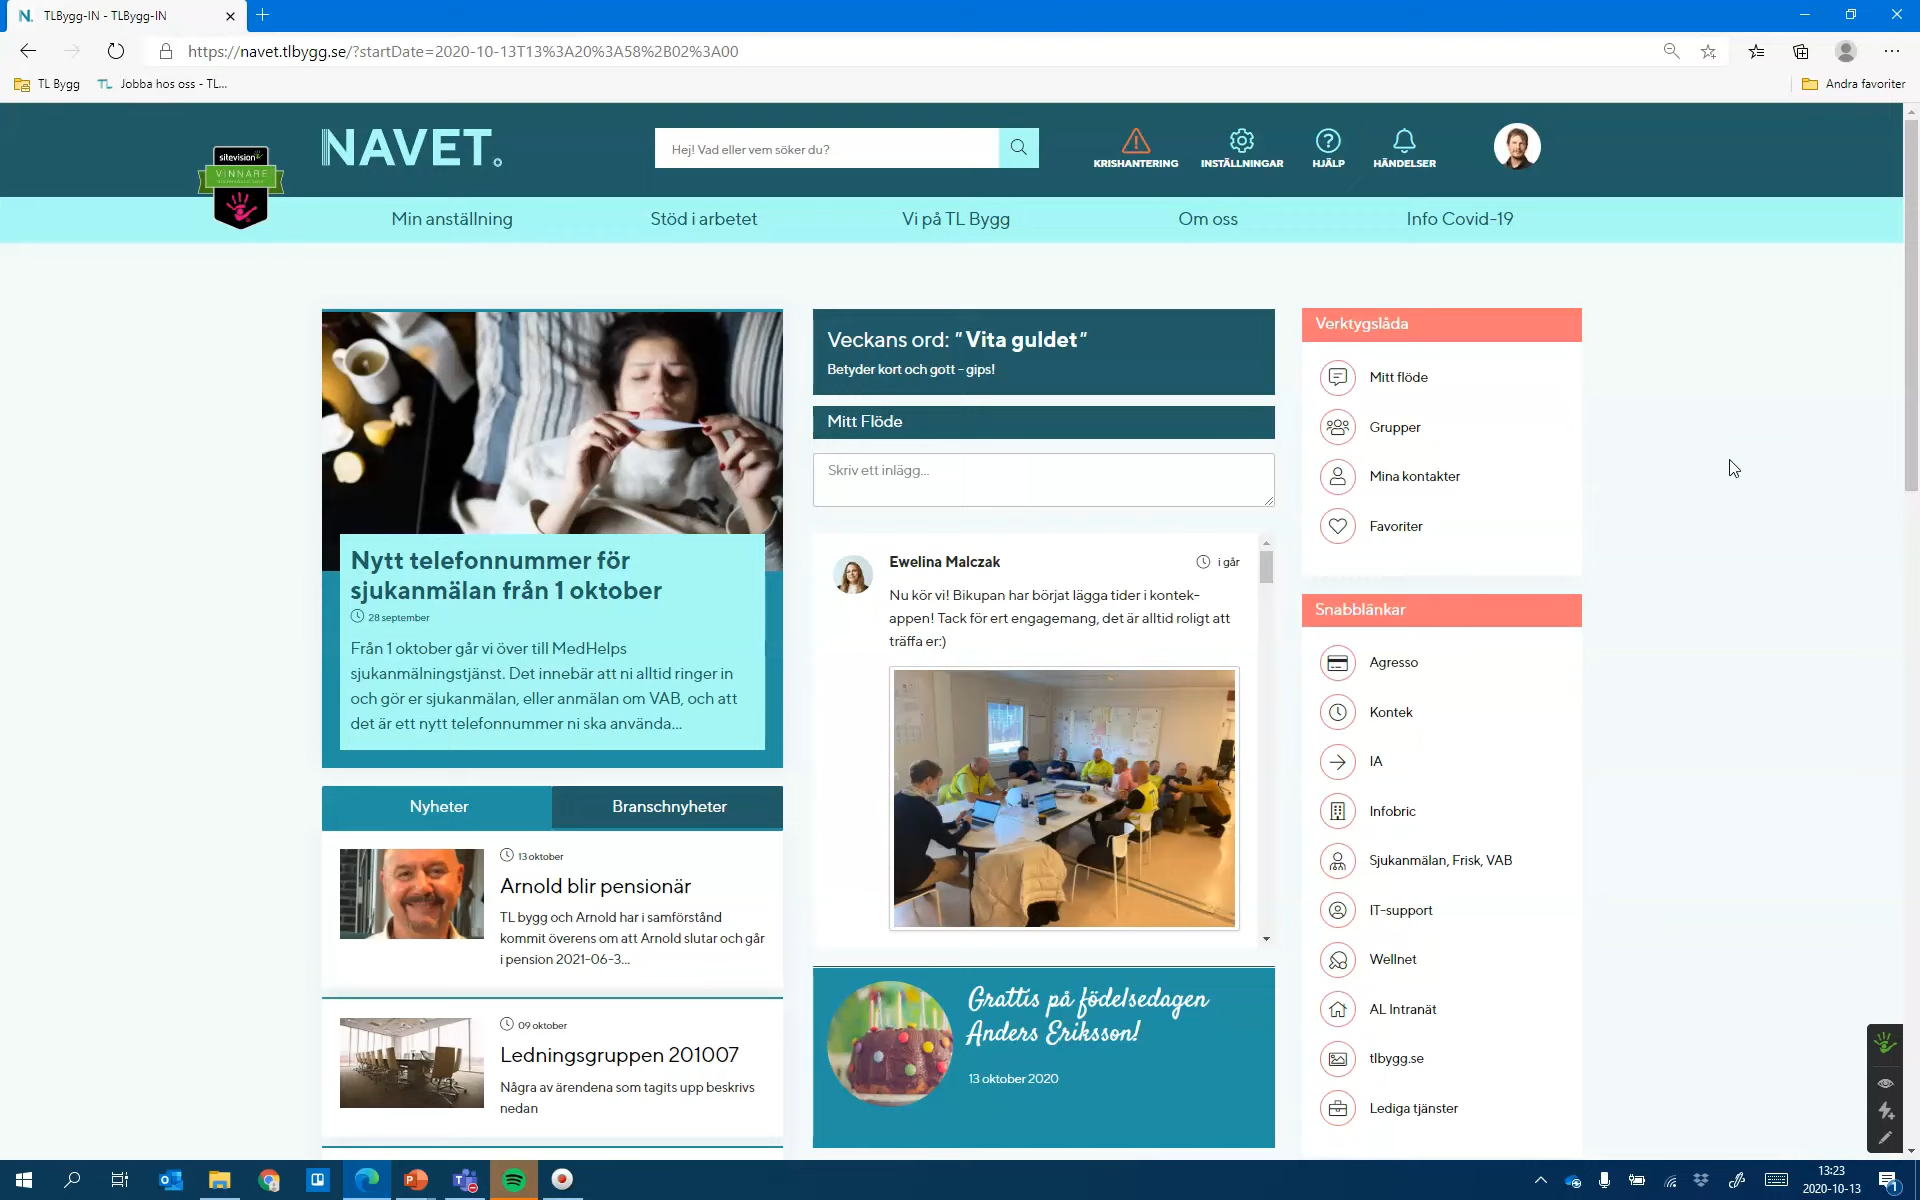 TLBygg-IN - TLBygg-IN
https://navet.tlbygg.se/?startDate=2020-10-13T13%3A20%3A58%2B02%3A00
TL Bygg
Jobba hos oss - TL...
Andra favoriter
sitevision
VINNARE
NAVET.
Hej! Vad eller vem söker du?
KRISHANTERING
INSTÄLLNINGAR
HJÄLP
HÄNDELSER
Min anställning
Stöd i arbetet
Vi på TL Bygg
Om oss
Info Covid-19
Nytt telefonnummer för
sjukanmälan från 1 oktober
28 september
Från 1 oktober går vi över till MedHelps
sjukanmälningstjänst. Det innebär att ni alltid ringer in
och gör er sjukanmälan, eller anmälan om VAB, och att
det är ett nytt telefonnummer ni ska använda...
Nyheter
Branschnyheter
13 oktober
Arnold blir pensionär
TL bygg och Arnold har i samförstånd
kommit överens om att Arnold slutar och går
i pension 2021-06-3...
09 oktober
Ledningsgruppen 201007
Några av ärendena som tagits upp beskrivs
nedan
Veckans ord: "Vita guldet"
Betyder kort och gott - gips!
Mitt Flöde
Skriv ett inlägg...
Ewelina Malczak
i går
Nu kör vi! Bikupan har börjat lägga tider i kontek-
appen! Tack för ert engagemang, det är alltid roligt att
träffa er:)
Grattis på födelsedagen
Anders Eriksson!
13 oktober 2020
Verktygslåda
Mitt flöde
Grupper
Mina kontakter
Favoriter
Snabblänkar
Agresso
Kontek
IA
Infobric
Sjukanmälan, Frisk, VAB
IT-support
Wellnet
AL Intranät
tlbygg.se
Lediga tjänster
13:23
2020-10-13
1